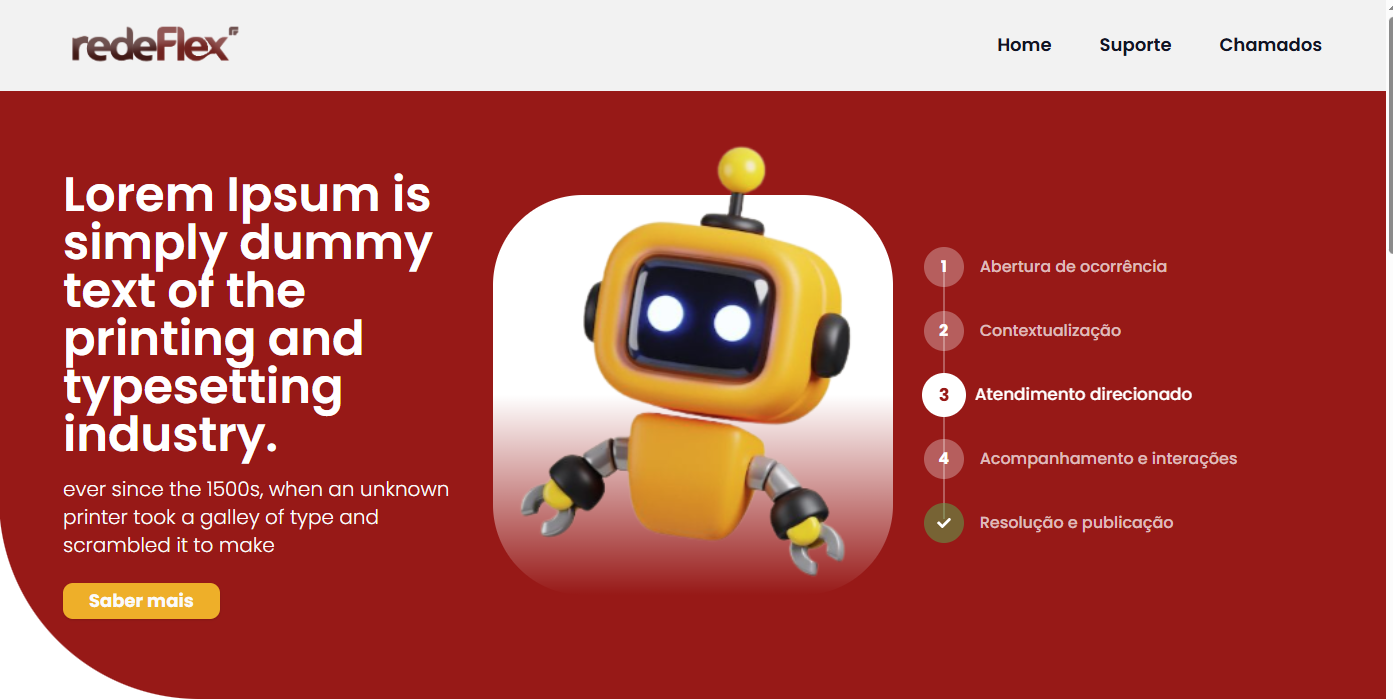 redeFlex
Home
Suporte
Chamados
Lorem Ipsum is
simply dummy
text of the
printing and
typesetting
industry.
ever since the 1500s, when an unknown
printer took a galley of type and
scrambled it to make
Saber mais
1 Abertura de ocorrência
2 Contextualização
3 Atendimento direcionado
4 Acompanhamento e interações
Resolução e publicação